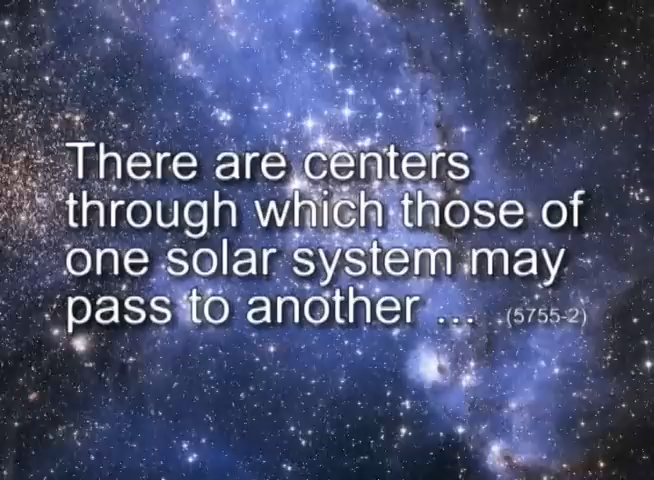 There are centers
through which those of
one solar system may
pass to another ... (5755-2)